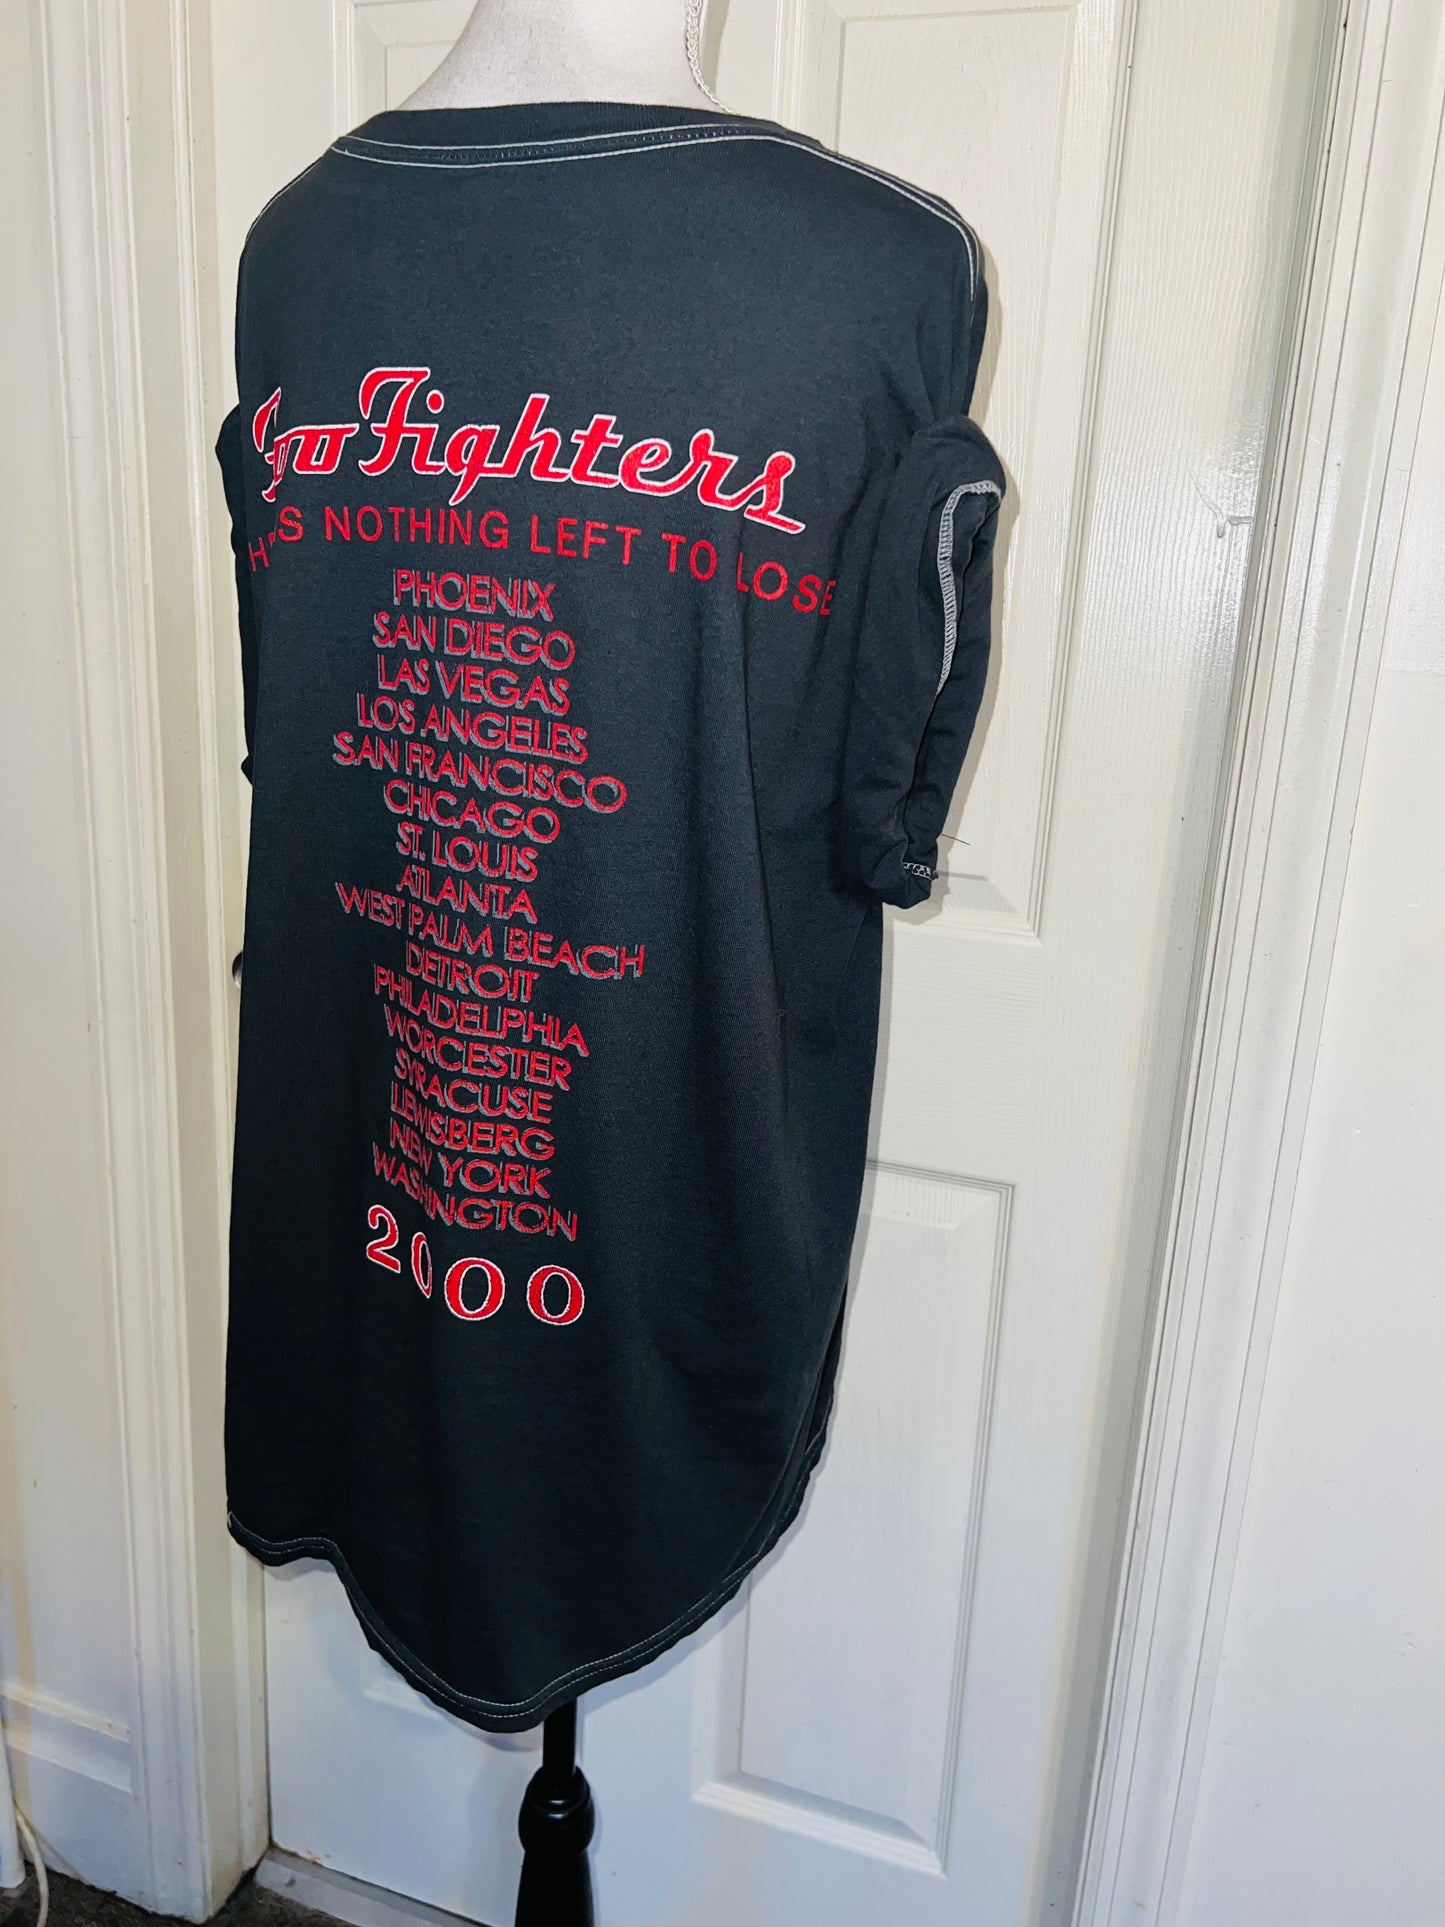 Foo Fighters
NOTHING LEFT TO LOSE
PHOENIX
SAN DIEGO
LAS VEGAS
LOS ANGELES
SAN FRANCISCO
CHICAGO
ST. LOUIS
ATLANTA
WEST PALM BEACH
DETROIT
PHILADELPHIA
WORCESTER
SYRACUSE
LEWISBERG
NEW YORK
WASHINGTON
2000